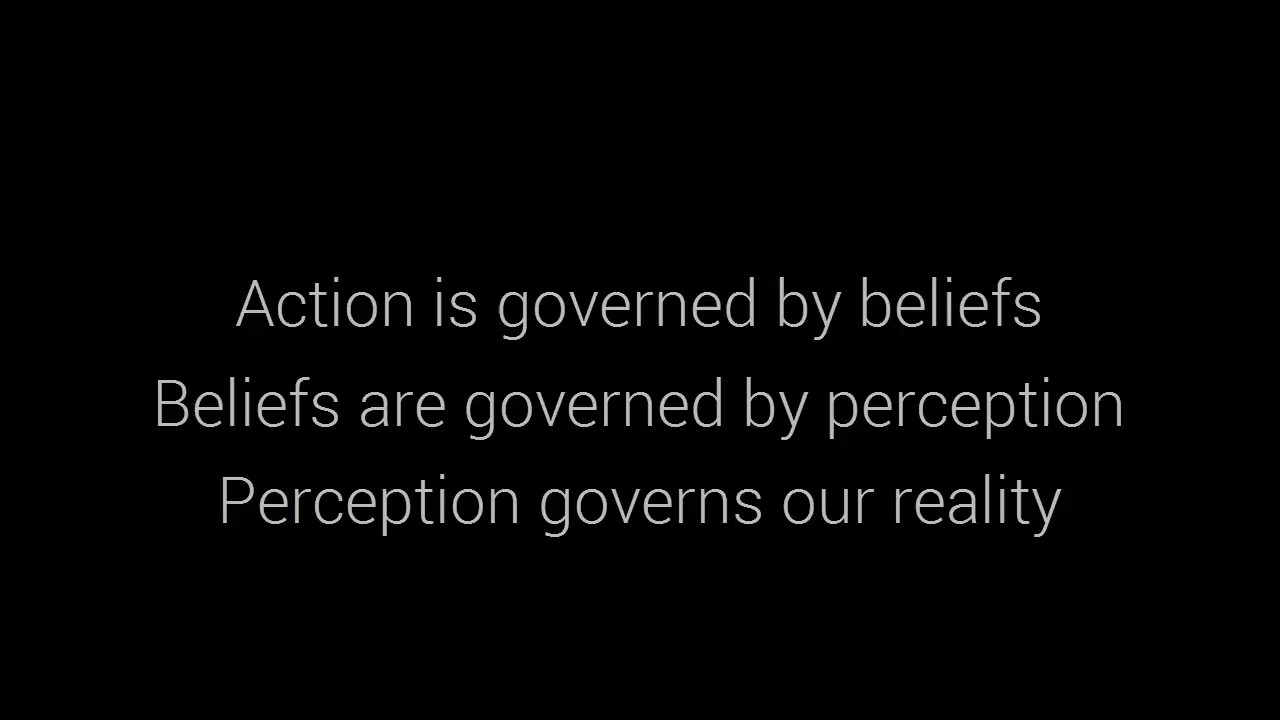 Action is governed by beliefs
Beliefs are governed by perception
Perception governs our reality